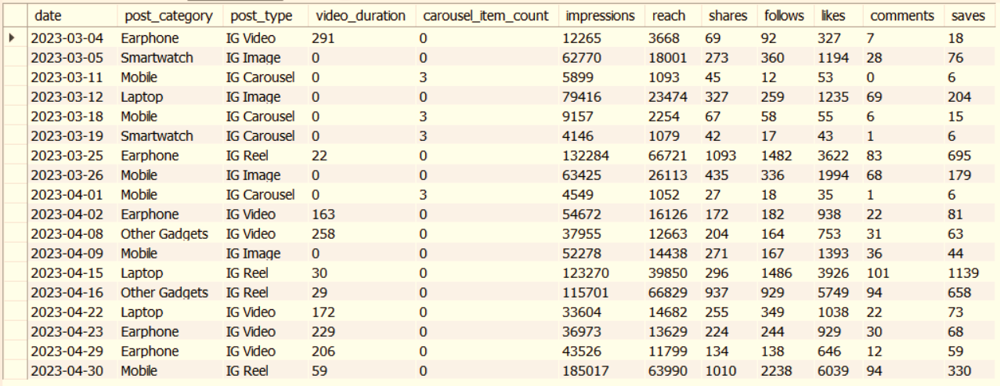 date post_category post_type video_duration carousel_item_count impressions reach shares follows likes comments saves
2023-03-04 Earphone IG Video 291 0 12265 3668 69 92 327 7 18
2023-03-05 Smartwatch IG Image 0 0 62770 18001 273 360 1194 28 76
2023-03-11 Mobile IG Carousel 0 3 5899 1093 45 12 53 0 6
2023-03-12 Laptop IG Image 0 0 79416 23474 327 259 1235 69 204
2023-03-18 Mobile IG Carousel 0 3 9157 2254 67 58 55 6 15
2023-03-19 Smartwatch IG Carousel 0 3 4146 1079 42 17 43 1 6
2023-03-25 Earphone IG Reel 22 0 132284 66721 1093 1482 3622 83 695
2023-03-26 Mobile IG Image 0 0 63425 26113 435 336 1994 68 179
2023-04-01 Mobile IG Carousel 0 3 4549 1052 27 18 35 1 6
2023-04-02 Earphone IG Video 163 0 54672 16126 172 182 938 22 81
2023-04-08 Other Gadgets IG Video 258 0 37955 12663 204 164 753 31 63
2023-04-09 Mobile IG Image 0 0 52278 14438 271 167 1393 36 44
2023-04-15 Laptop IG Reel 30 0 123270 39850 296 1486 3926 101 1139
2023-04-16 Other Gadgets IG Reel 29 0 115701 66829 937 929 5749 94 658
2023-04-22 Laptop IG Video 172 0 33604 14682 255 349 1038 22 73
2023-04-23 Earphone IG Video 229 0 36973 13629 224 244 929 30 68
2023-04-29 Earphone IG Video 206 0 43526 11799 134 138 646 12 59
2023-04-30 Mobile IG Reel 59 0 185017 63990 1010 2238 6039 94 330